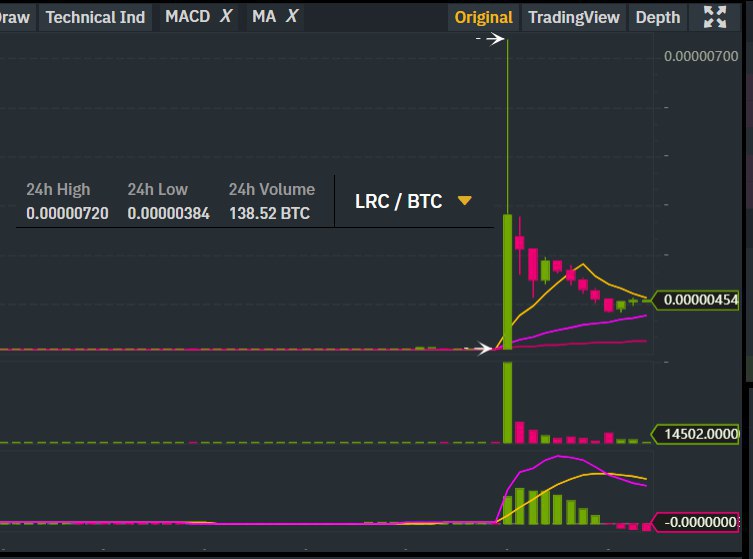 raw Technical Ind MACD X MA X Original TradingView Depth
0.00000700
24h High 24h Low 24h Volume
0.00000720 0.00000384 138.52 BTC LRC / BTC
0.00000454
14502.0000
-0.0000000